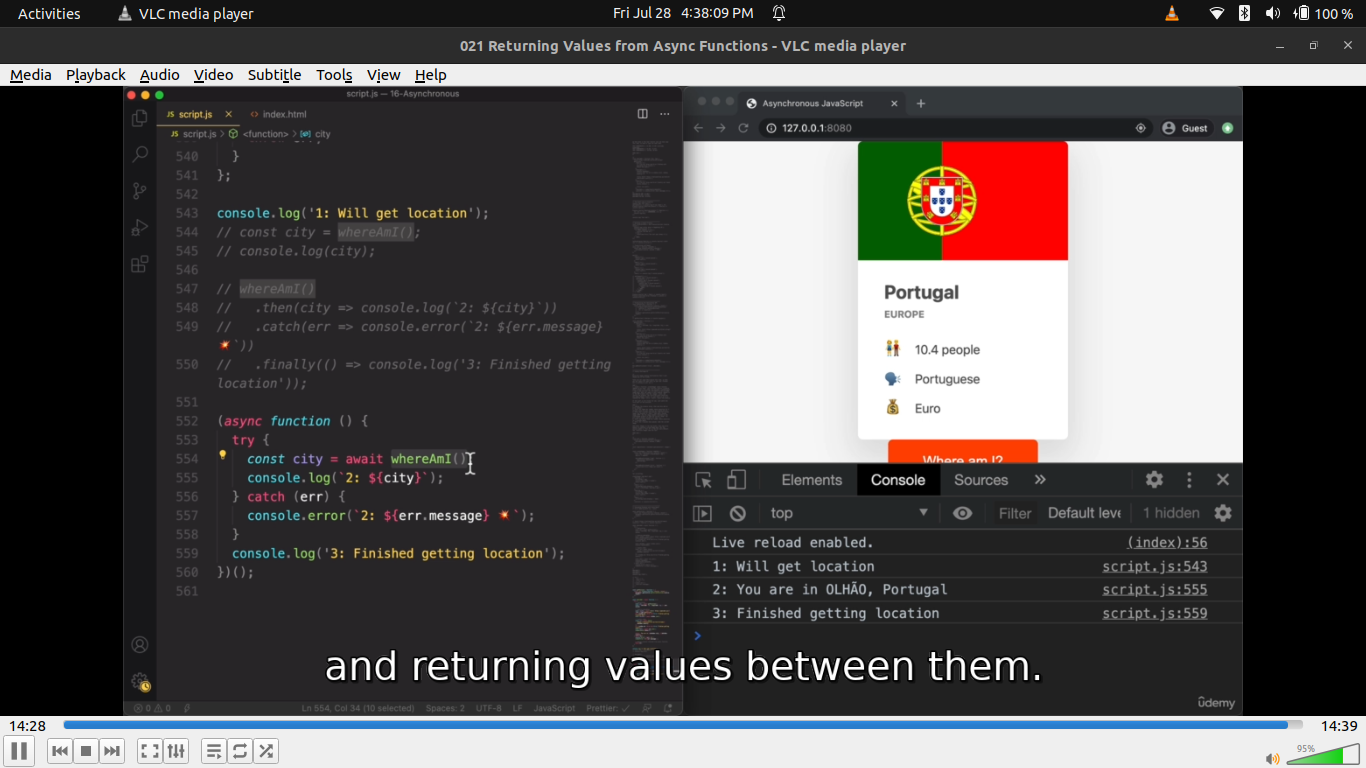 Activities
VLC media player
Fri Jul 28 4:38:09 PM
100 %
021 Returning Values from Async Functions - VLC media player
Media Playback Audio Video Subtitle Tools View Help
script.js — 16-Asynchronous
JS script.js
index.html
JS script.js > <function> > city
540 }
541 };
542
543 console.log('1: Will get location');
544 // const city = whereAmI();
545 // console.log(city);
546
547 // whereAmI()
548 // .then(city => console.log(`2: ${city}`))
549 // .catch(err => console.error(`2: ${err.message}
💥`))
550 // .finally(() => console.log('3: Finished getting
location'));
551
552 (async function () {
553 try {
554 const city = await whereAmI()
555 console.log(`2: ${city}`);
556 } catch (err) {
557 console.error(`2: ${err.message} 💥`);
558 }
559 console.log('3: Finished getting location');
560 })();
561
0 0
Ln 554, Col 34 (10 selected) Spaces: 2 UTF-8 LF JavaScript Prettier: ✓
Asynchronous JavaScript
127.0.0.1:8080
Guest
Portugal
EUROPE
10.4 people
Portuguese
Euro
Where am I?
Elements Console Sources »
top
Filter Default leve 1 hidden
Live reload enabled. (index):56
1: Will get location script.js:543
2: You are in OLHÃO, Portugal script.js:555
3: Finished getting location script.js:559
>
and returning values between them.
ûdemy
14:28
14:39
95%